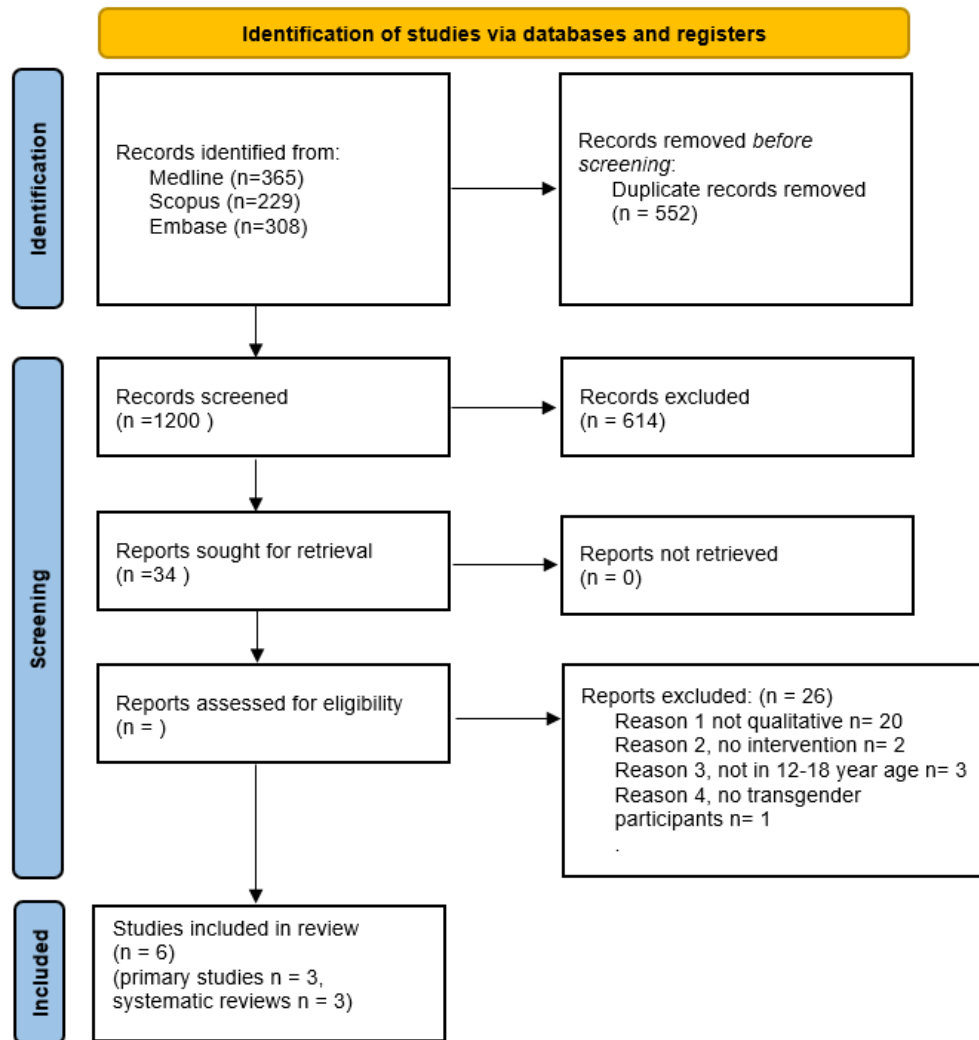 Identification of studies via databases and registers
Identification
Records identified from:
Medline (n=365)
Scopus (n=229)
Embase (n=308)
Records removed before
screening:
Duplicate records removed
(n = 552)
Screening
Records screened
(n =1200 )
Records excluded
(n = 614)
Reports sought for retrieval
(n =34 )
Reports not retrieved
(n = 0)
Reports assessed for eligibility
(n = )
Reports excluded: (n = 26)
Reason 1 not qualitative n= 20
Reason 2, no intervention n= 2
Reason 3, not in 12-18 year age n= 3
Reason 4, no transgender
participants n= 1
.
Included
Studies included in review
(n = 6)
(primary studies n = 3,
systematic reviews n = 3)